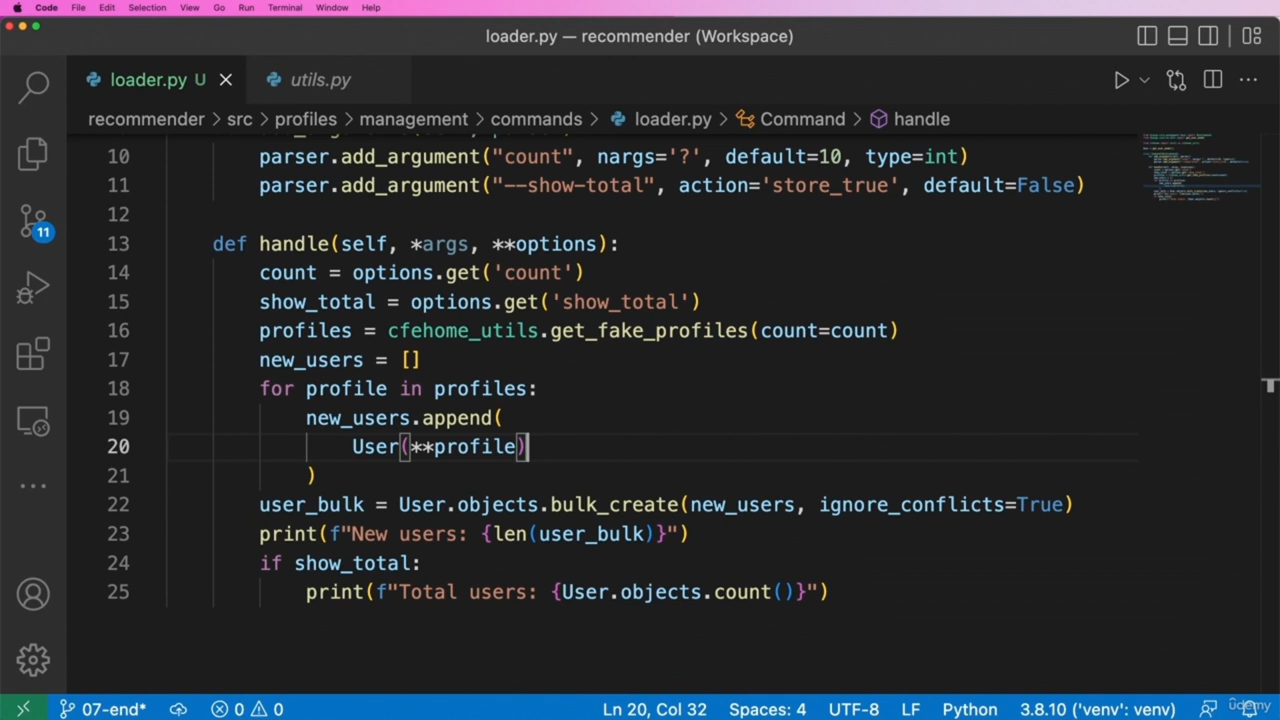 Code File Edit Selection View Go Run Terminal Window Help
loader.py — recommender (Workspace)
loader.py U utils.py
recommender > src > profiles > management > commands > loader.py > Command > handle
10 parser.add_argument("count", nargs='?', default=10, type=int)
11 parser.add_argument("--show-total", action='store_true', default=False)
12
13 def handle(self, *args, **options):
14 count = options.get('count')
15 show_total = options.get('show_total')
16 profiles = cfehome_utils.get_fake_profiles(count=count)
17 new_users = []
18 for profile in profiles:
19 new_users.append(
20 User(**profile)
21 )
22 user_bulk = User.objects.bulk_create(new_users, ignore_conflicts=True)
23 print(f"New users: {len(user_bulk)}")
24 if show_total:
25 print(f"Total users: {User.objects.count()}")
11
07-end* 0 0 Ln 20, Col 32 Spaces: 4 UTF-8 LF Python 3.8.10 ('venv': venv)
udemy